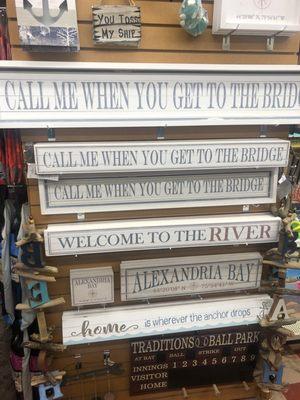 YOU TOSS
MY SHIP
CALL ME WHEN YOU GET TO THE BRID
CALL ME WHEN YOU GET TO THE BRIDGE
CALL ME WHEN YOU GET TO THE BRIDGE
WELCOME TO THE RIVER
ALEXANDRIA BAY
ALEXANDRIA BAY
home is wherever the anchor drops
TRADITIONS BALL PARK
AT BAT BALL STRIKE OUT
INNINGS 1 2 3 4 5 6 7 8 9
VISITOR
HOME